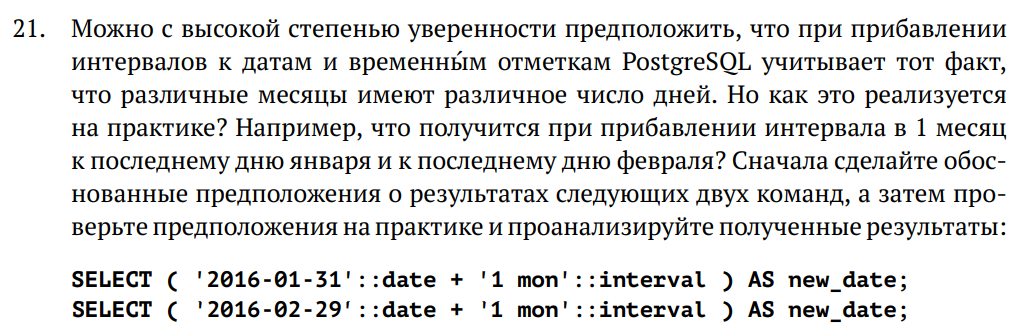 21. Можно с высокой степенью уверенности предположить, что при прибавлении
интервалов к датам и временны́м отметкам PostgreSQL учитывает тот факт,
что различные месяцы имеют различное число дней. Но как это реализуется
на практике? Например, что получится при прибавлении интервала в 1 месяц
к последнему дню января и к последнему дню февраля? Сначала сделайте обос-
нованные предположения о результатах следующих двух команд, а затем про-
верьте предположения на практике и проанализируйте полученные результаты:
SELECT ( '2016-01-31'::date + '1 mon'::interval ) AS new_date;
SELECT ( '2016-02-29'::date + '1 mon'::interval ) AS new_date;